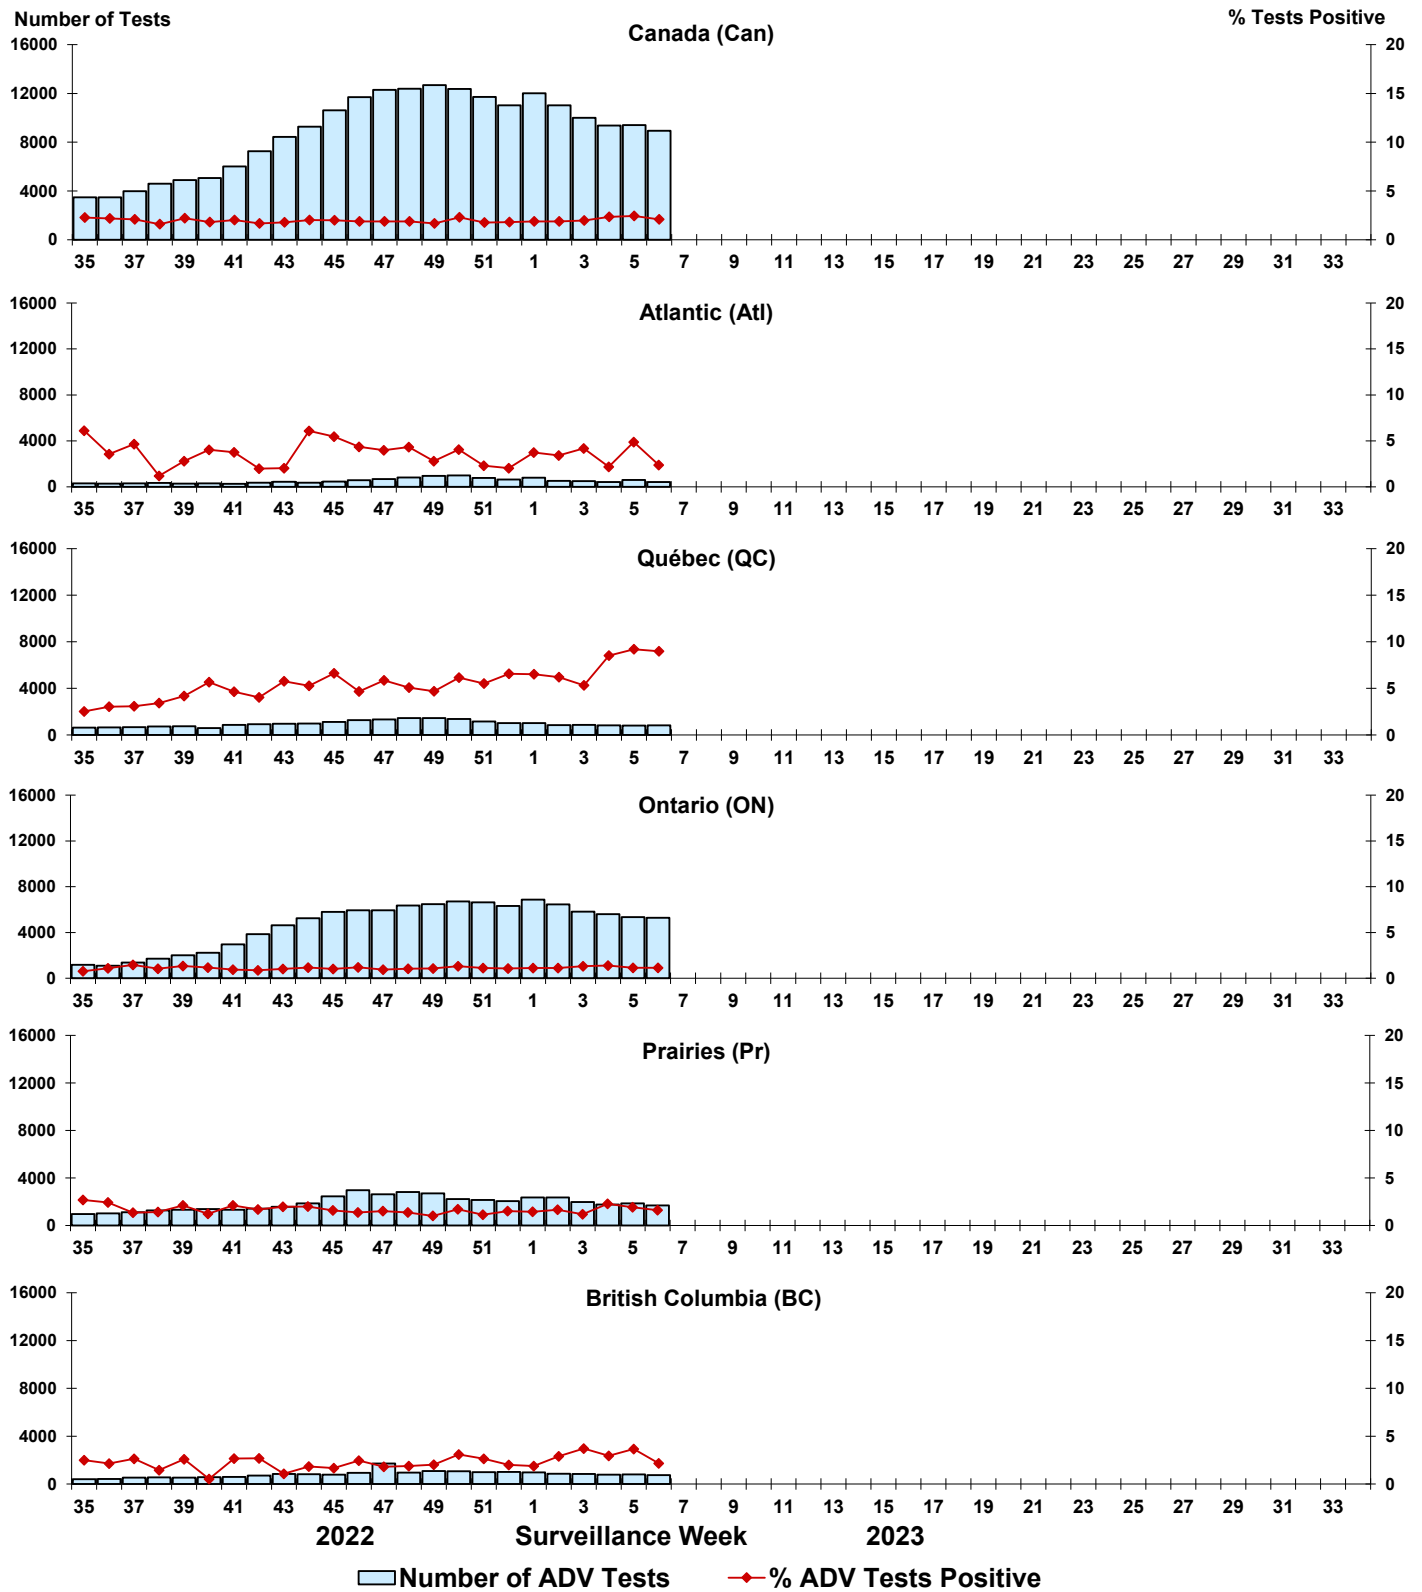 Number of Tests
% Tests Positive
Canada (Can)
16000 20
12000 15
8000 10
4000 5
0 0
35 37 39 41 43 45 47 49 51 1 3 5 7 9 11 13 15 17 19 21 23 25 27 29 31 33
Atlantic (Atl)
16000 20
12000 15
8000 10
4000 5
0 0
35 37 39 41 43 45 47 49 51 1 3 5 7 9 11 13 15 17 19 21 23 25 27 29 31 33
Québec (QC)
16000 20
12000 15
8000 10
4000 5
0 0
35 37 39 41 43 45 47 49 51 1 3 5 7 9 11 13 15 17 19 21 23 25 27 29 31 33
Ontario (ON)
16000 20
12000 15
8000 10
4000 5
0 0
35 37 39 41 43 45 47 49 51 1 3 5 7 9 11 13 15 17 19 21 23 25 27 29 31 33
Prairies (Pr)
16000 20
12000 15
8000 10
4000 5
0 0
35 37 39 41 43 45 47 49 51 1 3 5 7 9 11 13 15 17 19 21 23 25 27 29 31 33
British Columbia (BC)
16000 20
12000 15
8000 10
4000 5
0 0
35 37 39 41 43 45 47 49 51 1 3 5 7 9 11 13 15 17 19 21 23 25 27 29 31 33
2022 Surveillance Week 2023
Number of ADV Tests % ADV Tests Positive